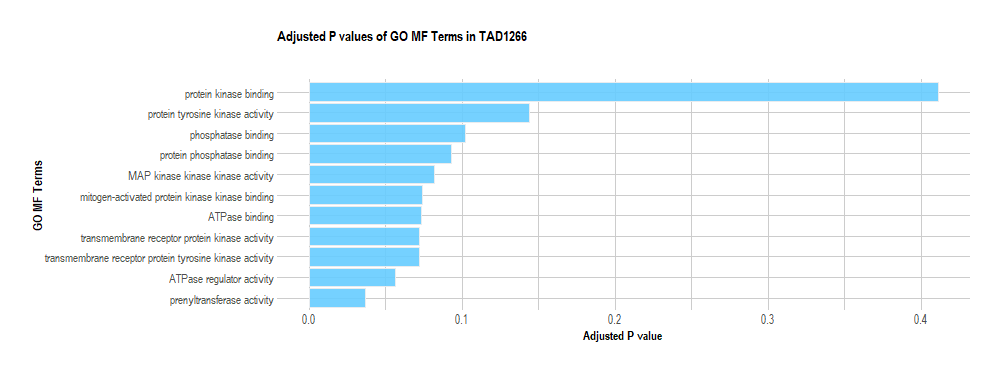 Adjusted P values of GO MF Terms in TAD1266
GO MF Terms
protein kinase binding
protein tyrosine kinase activity
phosphatase binding
protein phosphatase binding
MAP kinase kinase kinase activity
mitogen-activated protein kinase kinase binding
ATPase binding
transmembrane receptor protein kinase activity
transmembrane receptor protein tyrosine kinase activity
ATPase regulator activity
prenyltransferase activity
0.0 0.1 0.2 0.3 0.4
Adjusted P value